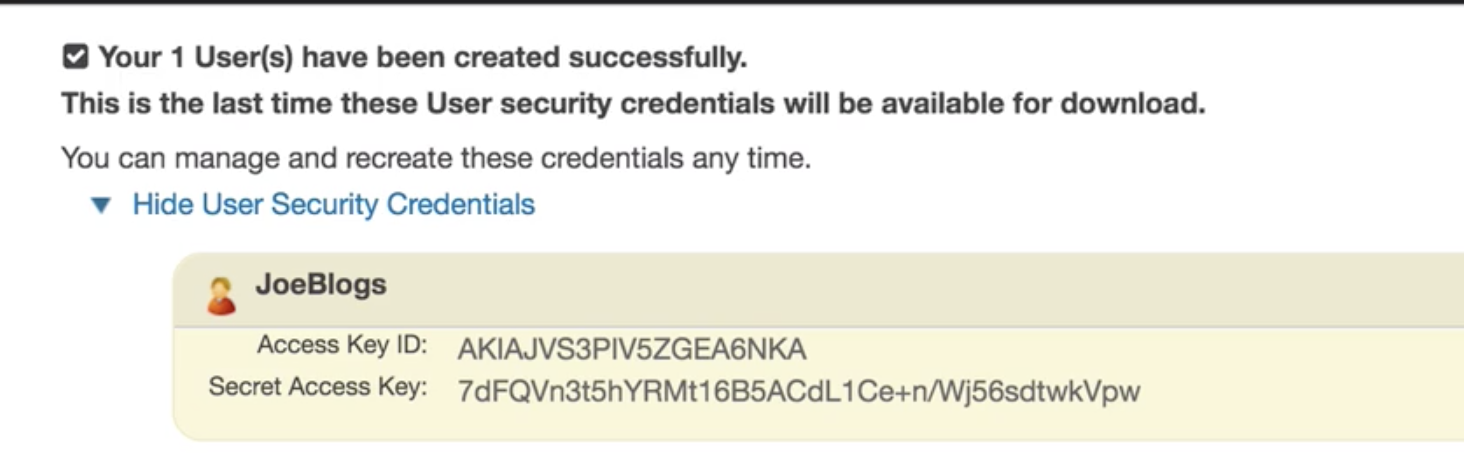 Your 1 User(s) have been created successfully.
This is the last time these User security credentials will be available for download.
You can manage and recreate these credentials any time.
Hide User Security Credentials
JoeBlogs
Access Key ID: AKIAJVS3PIV5ZGEA6NKA
Secret Access Key: 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